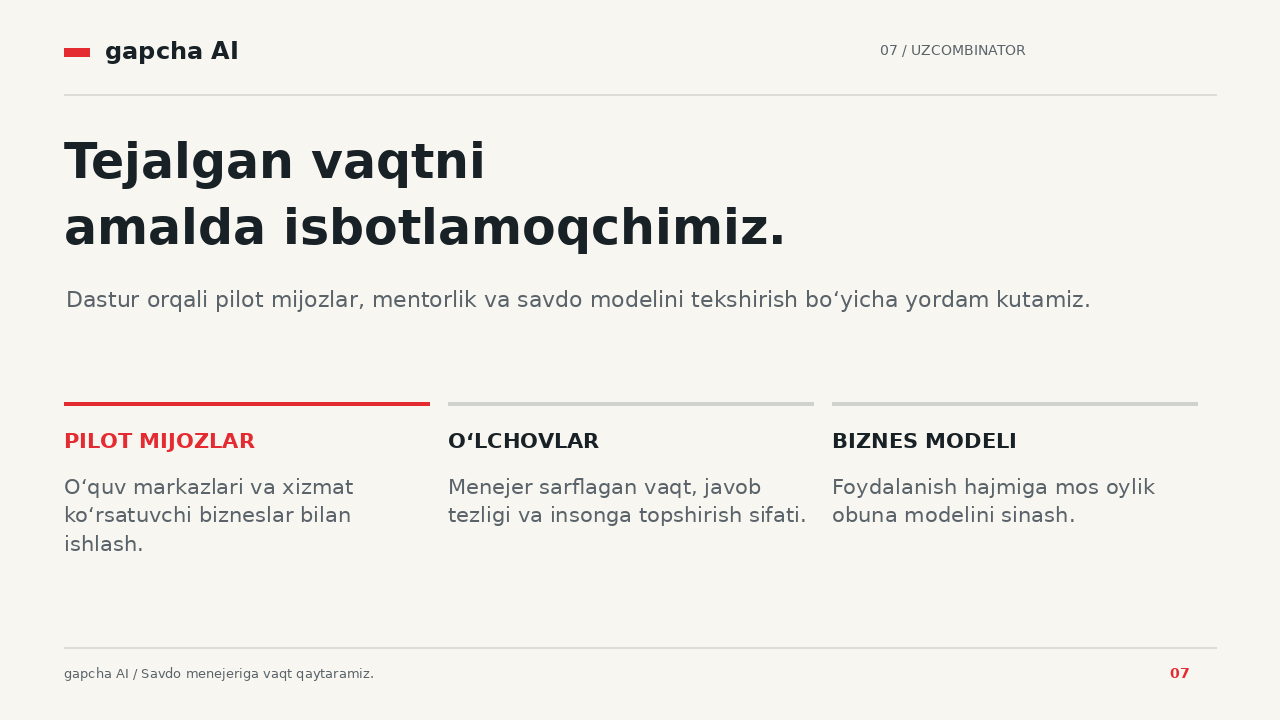 gapcha AI
07 / UZCOMBINATOR
Tejalgan vaqtni
amalda isbotlamoqchimiz.
Dastur orqali pilot mijozlar, mentorlik va savdo modelini tekshirish bo‘yicha yordam kutamiz.
PILOT MIJOZLAR
O‘quv markazlari va xizmat
ko‘rsatuvchi bizneslar bilan
ishlash.
O‘LCHOVLAR
Menejer sarflagan vaqt, javob
tezligi va insonga topshirish sifati.
BIZNES MODELI
Foydalanish hajmiga mos oylik
obuna modelini sinash.
gapcha AI / Savdo menejeriga vaqt qaytaramiz.
07